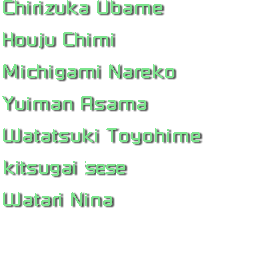 Chirizuka Ubame
Houju Chimi
Michigami Nareko
Yuiman Asama
Watatsuki Toyohime
kitsugai sese
Watari Nina